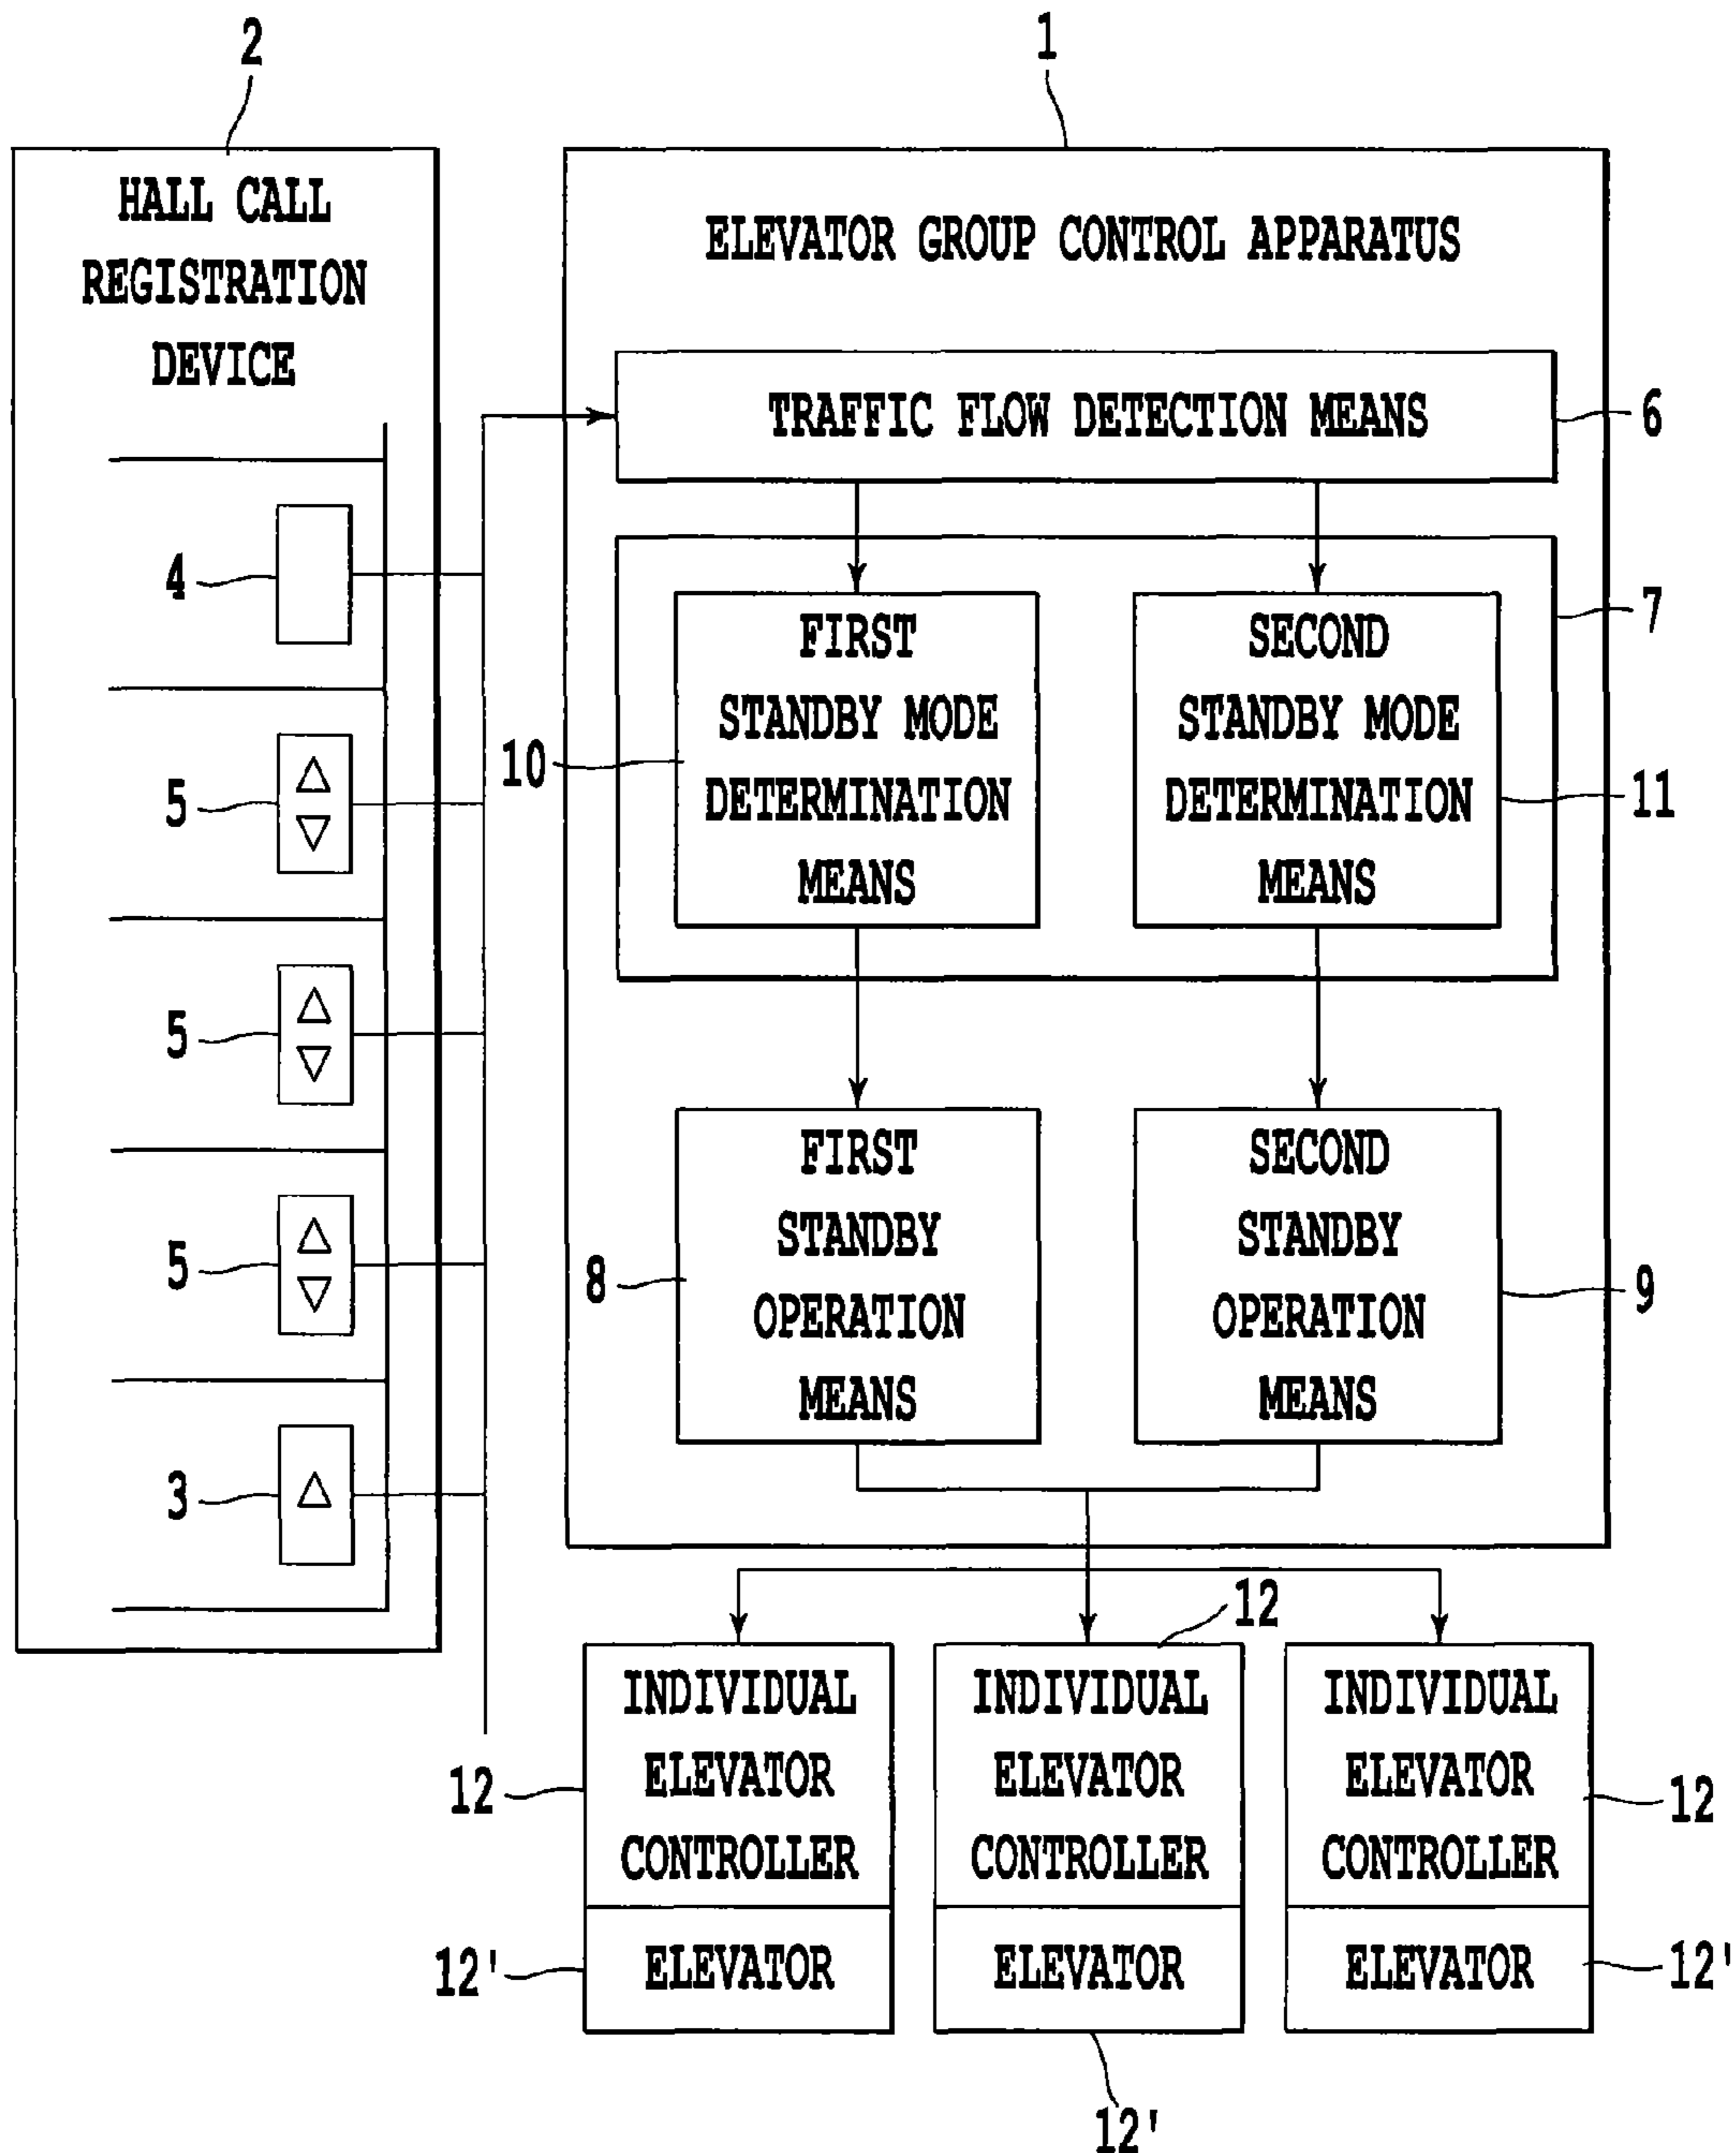 2
1
HALL CALL
REGISTRATION
DEVICE
ELEVATOR GROUP CONTROL APPARATUS
TRAFFIC FLOW DETECTION MEANS
6
4
7
FIRST
STANDBY MODE
DETERMINATION
MEANS
10
SECOND
STANDBY MODE
DETERMINATION
MEANS
11
5
5
5
3
FIRST
STANDBY
OPERATION
MEANS
8
SECOND
STANDBY
OPERATION
MEANS
9
12
INDIVIDUAL
ELEVATOR
CONTROLLER
12
ELEVATOR
12'
INDIVIDUAL
ELEVATOR
CONTROLLER
ELEVATOR
12'
INDIVIDUAL
ELEVATOR
CONTROLLER
12
ELEVATOR
12'